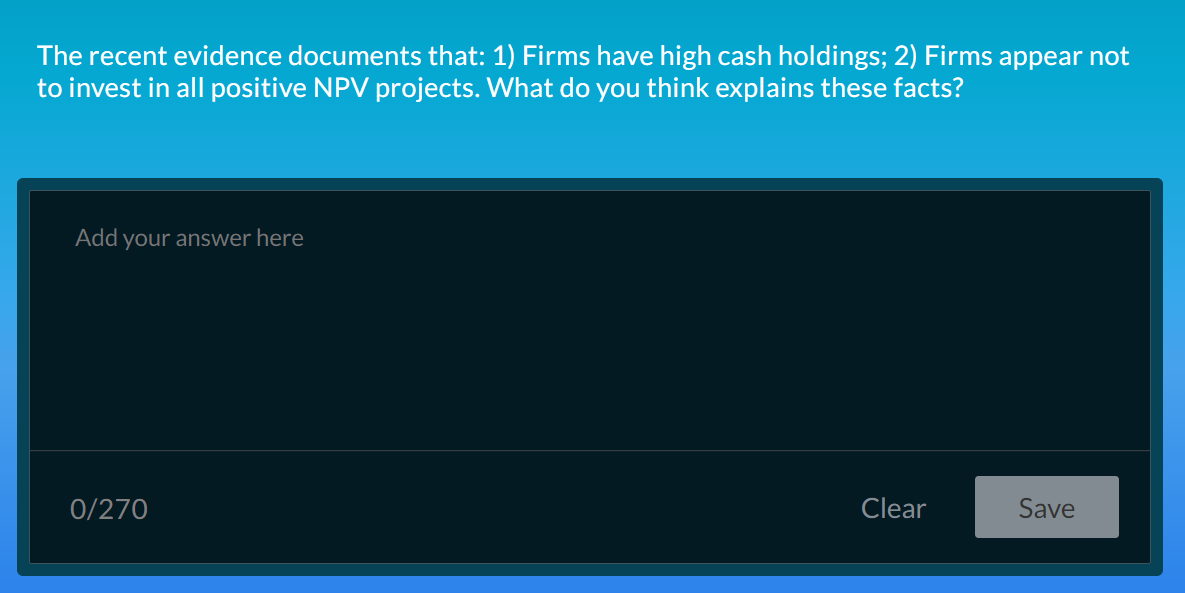 The recent evidence documents that: 1) Firms have high cash holdings; 2) Firms appear not
to invest in all positive NPV projects. What do you think explains these facts?
Add your answer here
0/270
Clear
Save